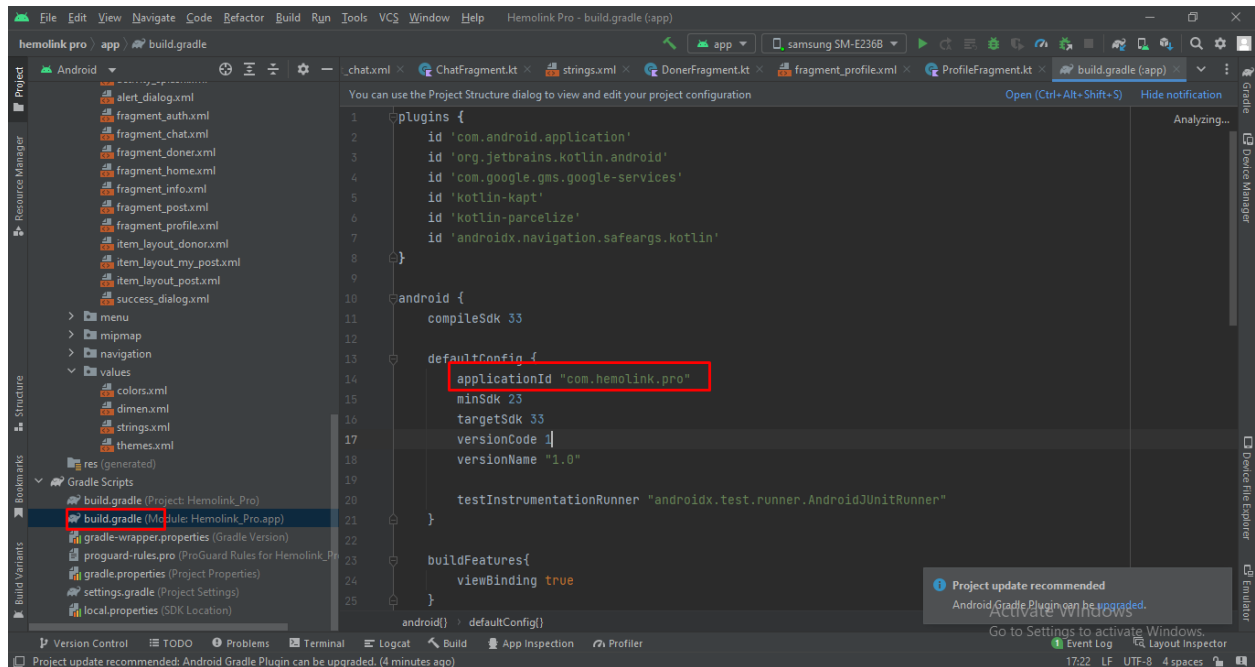 File Edit View Navigate Code Refactor Build Run Tools VCS Window Help Hemolink Pro - build.gradle (:app)
hemolink pro app build.gradle
app samsung SM-E236B
Project
Android
_chat.xml ChatFragment.kt strings.xml DonerFragment.kt fragment_profile.xml ProfileFragment.kt build.gradle (:app)
You can use the Project Structure dialog to view and edit your project configuration Open (Ctrl+Alt+Shift+S) Hide notification
Analyzing...
alert_dialog.xml
fragment_auth.xml
fragment_chat.xml
fragment_doner.xml
fragment_home.xml
fragment_info.xml
fragment_post.xml
fragment_profile.xml
item_layout_donor.xml
item_layout_my_post.xml
item_layout_post.xml
success_dialog.xml
menu
mipmap
navigation
values
colors.xml
dimen.xml
strings.xml
themes.xml
res (generated)
Gradle Scripts
build.gradle (Project: Hemolink_Pro)
build.gradle (Module: Hemolink_Pro.app)
gradle-wrapper.properties (Gradle Version)
proguard-rules.pro (ProGuard Rules for Hemolink_Pr
gradle.properties (Project Properties)
settings.gradle (Project Settings)
local.properties (SDK Location)
Resource Manager
Structure
Bookmarks
Build Variants
1 plugins {
2 id 'com.android.application'
3 id 'org.jetbrains.kotlin.android'
4 id 'com.google.gms.google-services'
5 id 'kotlin-kapt'
6 id 'kotlin-parcelize'
7 id 'androidx.navigation.safeargs.kotlin'
8 }
9
10 android {
11 compileSdk 33
12
13 defaultConfig {
14 applicationId "com.hemolink.pro"
15 minSdk 23
16 targetSdk 33
17 versionCode 1
18 versionName "1.0"
19
20 testInstrumentationRunner "androidx.test.runner.AndroidJUnitRunner"
21 }
22
23 buildFeatures{
24 viewBinding true
25 }
android{} defaultConfig{}
Gradle
Device Manager
Device File Explorer
Emulator
Project update recommended
Android Gradle Plugin can be upgraded.
Activate Windows
Go to Settings to activate Windows.
Version Control TODO Problems Terminal Logcat Build App Inspection Profiler 1 Event Log Layout Inspector
Project update recommended: Android Gradle Plugin can be upgraded. (4 minutes ago) 17:22 LF UTF-8 4 spaces